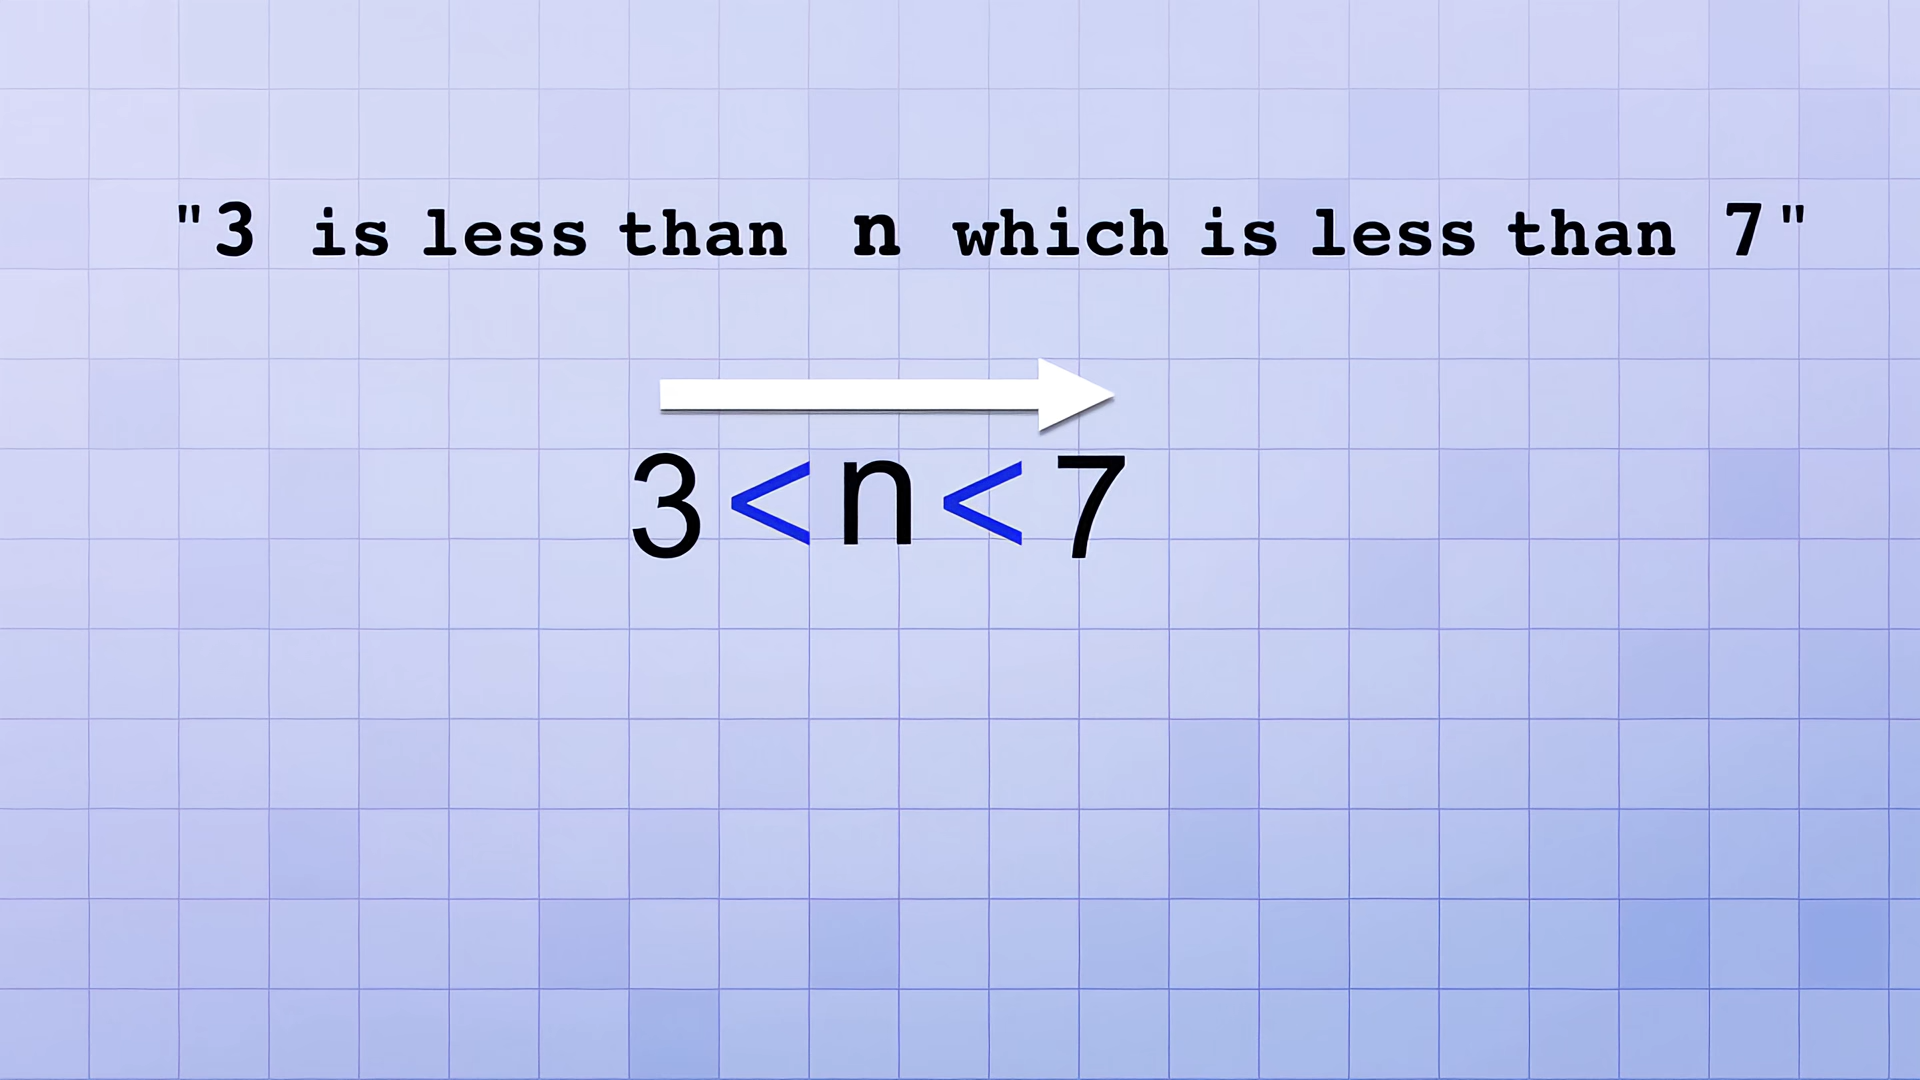 "3 is less than n which is less than 7"
3<n<7